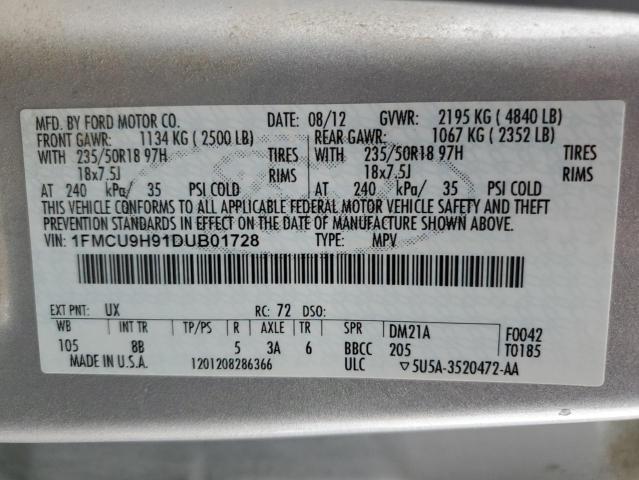 MFD. BY FORD MOTOR CO. DATE: 08/12 GVWR: 2195 KG ( 4840 LB)
FRONT GAWR: 1134 KG ( 2500 LB) REAR GAWR: 1067 KG ( 2352 LB)
WITH 235/50R18 97H TIRES WITH 235/50R18 97H TIRES
18x7.5J RIMS 18x7.5J RIMS
AT 240 kPa/ 35 PSI COLD AT 240 kPa/ 35 PSI COLD
THIS VEHICLE CONFORMS TO ALL APPLICABLE FEDERAL MOTOR VEHICLE SAFETY AND THEFT
PREVENTION STANDARDS IN EFFECT ON THE DATE OF MANUFACTURE SHOWN ABOVE.
VIN: 1FMCU9H91DUB01728 TYPE: MPV
EXT PNT: UX RC: 72 DSO:
WB INT TR TP/PS R AXLE TR SPR DM21A F0042
105 8B 5 3A 6 BBCC 205 T0185
MADE IN U.S.A. 1201208286366 ULC ▽5U5A-3520472-AA